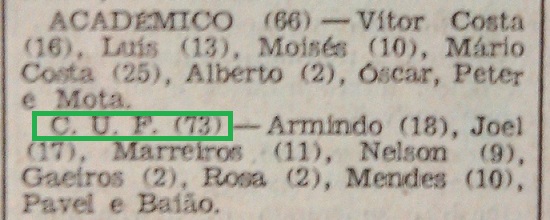 ACADÉMICO (66) — Vítor Costa
(16), Luís (13), Moisés (10), Mário
Costa (25), Alberto (2), Óscar, Peter
e Mota.
C. U. F. (73) — Armindo (18), Joel
(17), Marreiros (11), Nelson (9),
Gaeiros (2), Rosa (2), Mendes (10),
Pavel e Baião.